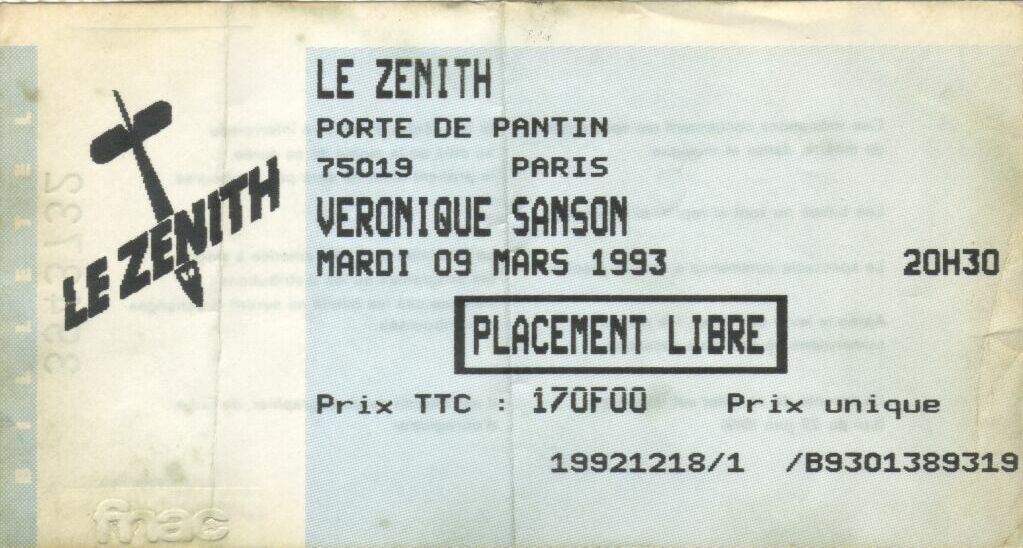 LE ZENITH
LE ZENITH
PORTE DE PANTIN
75019 PARIS
VERONIQUE SANSON
MARDI 09 MARS 1993 20H30
PLACEMENT LIBRE
Prix TTC : 170F00 Prix unique
19921218/1 /B9301389319
fnac